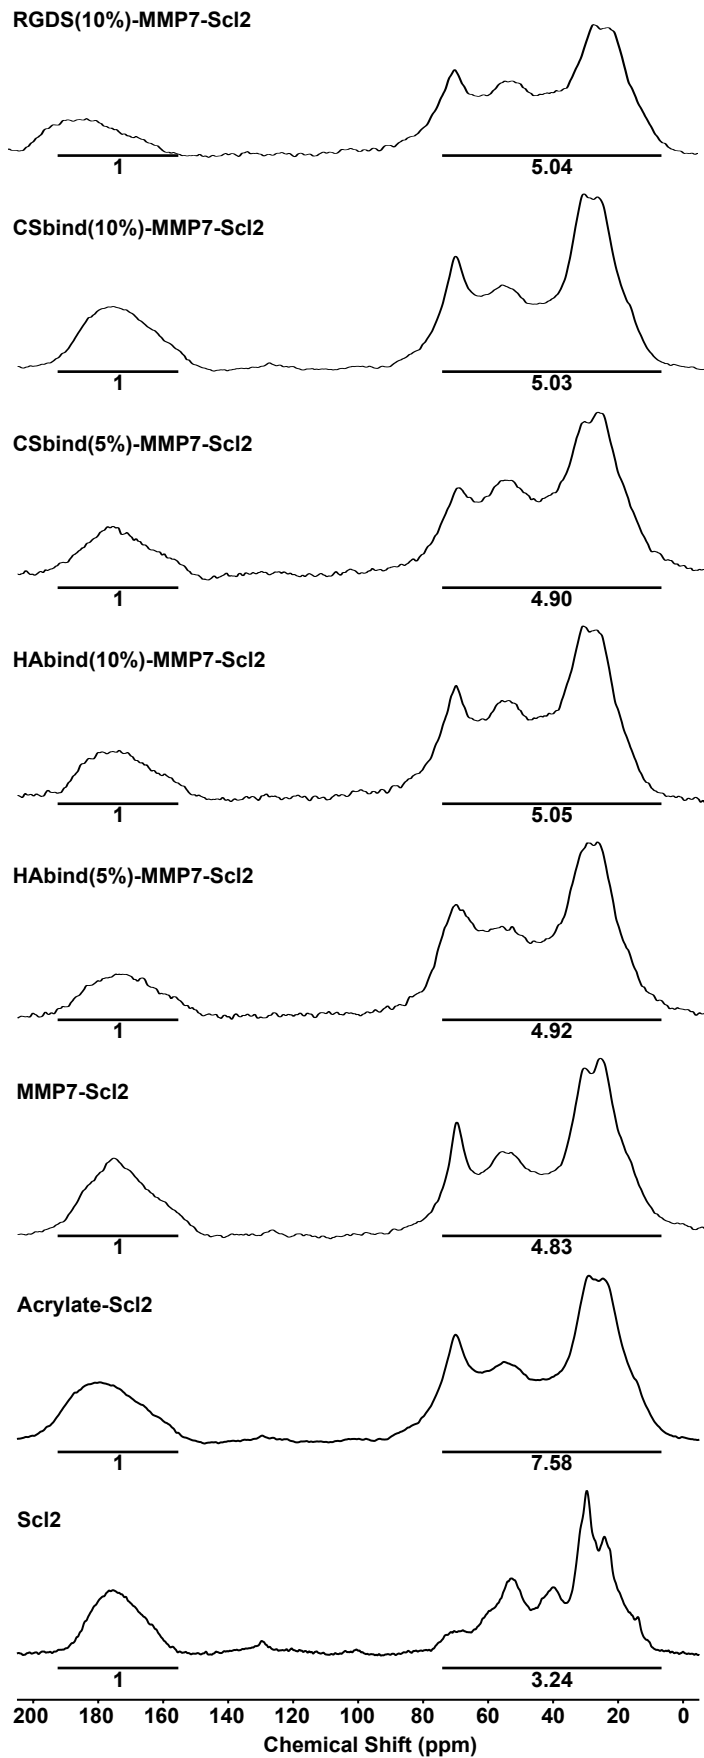 RGDS(10%)-MMP7-Scl2
1 5.04
CSbind(10%)-MMP7-Scl2
1 5.03
CSbind(5%)-MMP7-Scl2
1 4.90
HAbind(10%)-MMP7-Scl2
1 5.05
HAbind(5%)-MMP7-Scl2
1 4.92
MMP7-Scl2
1 4.83
Acrylate-Scl2
1 7.58
Scl2
1 3.24
200 180 160 140 120 100 80 60 40 20 0
Chemical Shift (ppm)